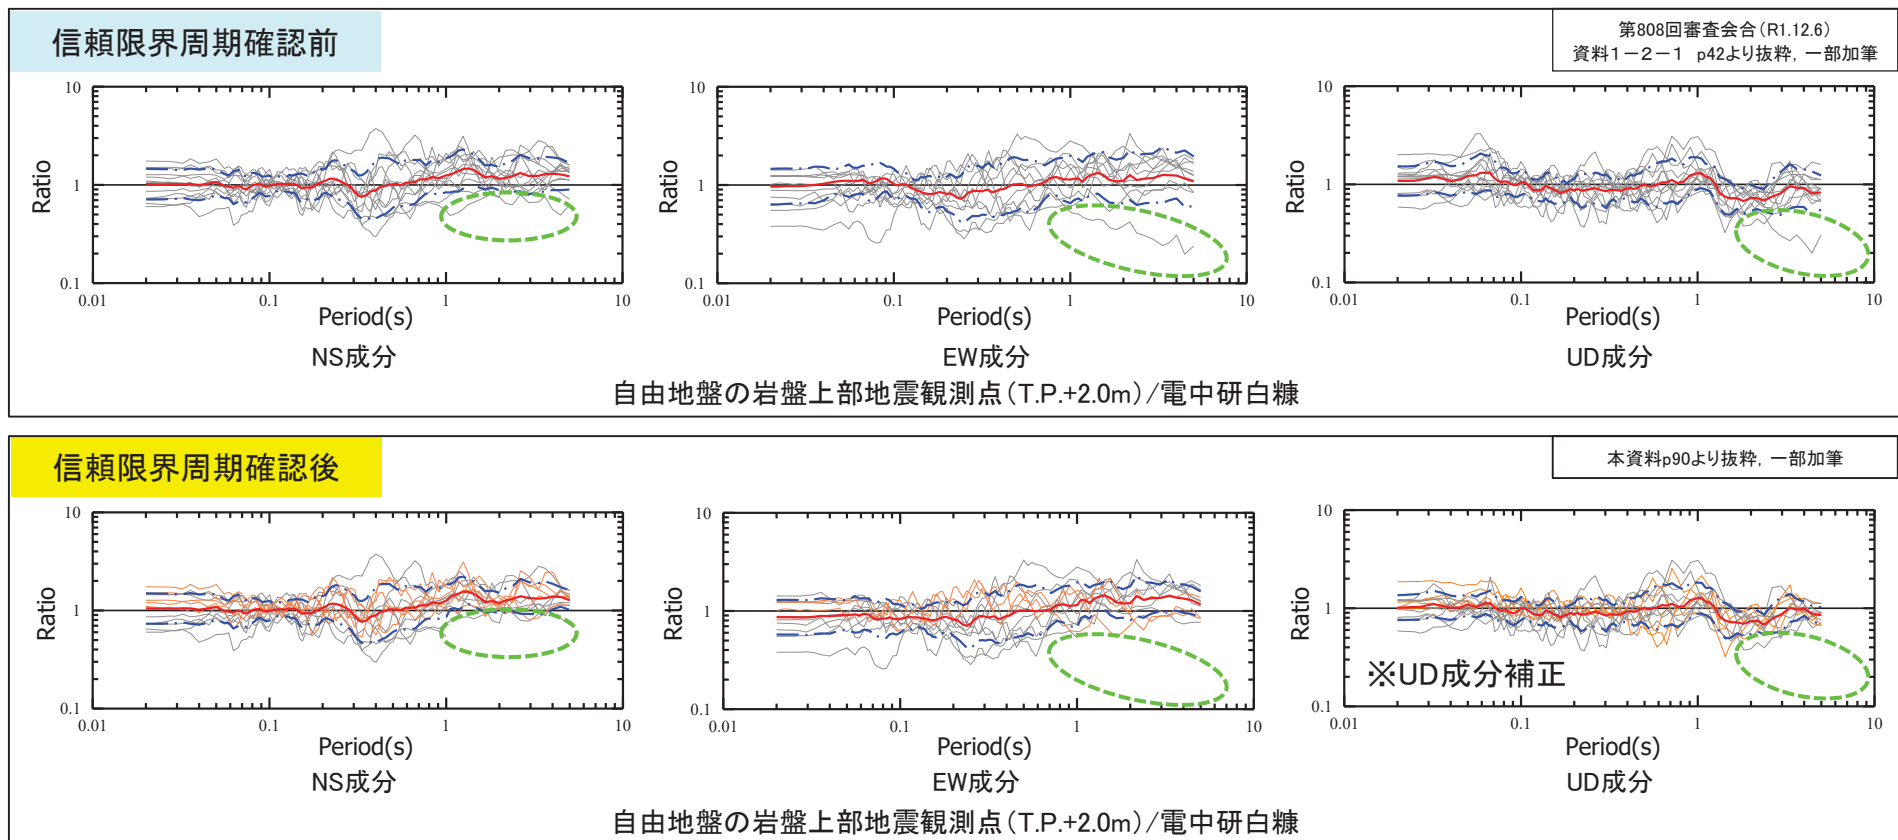 信頼限界周期確認前
第808回審査会合(R1.12.6)
資料1-2-1 p42より抜粋, 一部加筆
10
1
0.1
Ratio
0.01
0.1
1
10
Period(s)
NS成分
10
1
0.1
Ratio
0.01
0.1
1
10
Period(s)
EW成分
10
1
0.1
Ratio
0.01
0.1
1
10
Period(s)
UD成分
自由地盤の岩盤上部地震観測点(T.P.+2.0m)/電中研白糠
信頼限界周期確認後
本資料p90より抜粋, 一部加筆
10
1
0.1
Ratio
0.01
0.1
1
10
Period(s)
NS成分
10
1
0.1
Ratio
0.01
0.1
1
10
Period(s)
EW成分
10
1
0.1
Ratio
※UD成分補正
0.01
0.1
1
10
Period(s)
UD成分
自由地盤の岩盤上部地震観測点(T.P.+2.0m)/電中研白糠